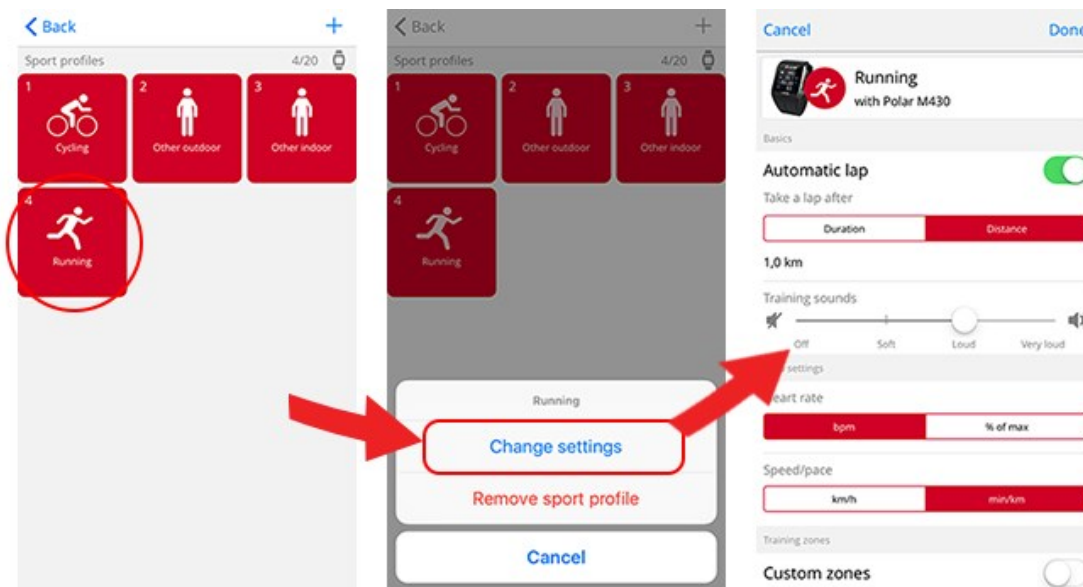 Back
Sport profiles 4/20
1
Cycling
2
Other outdoor
3
Other indoor
4
Running
Back
Sport profiles 4/20
1
Cycling
2
Other outdoor
3
Other indoor
4
Running
Running
Change settings
Remove sport profile
Cancel
Cancel Done
Running
with Polar M430
Basics
Automatic lap
Take a lap after
Duration Distance
1,0 km
Training sounds
Off Soft Loud Very loud
settings
eart rate
bpm % of max
Speed/pace
km/h min/km
Training zones
Custom zones